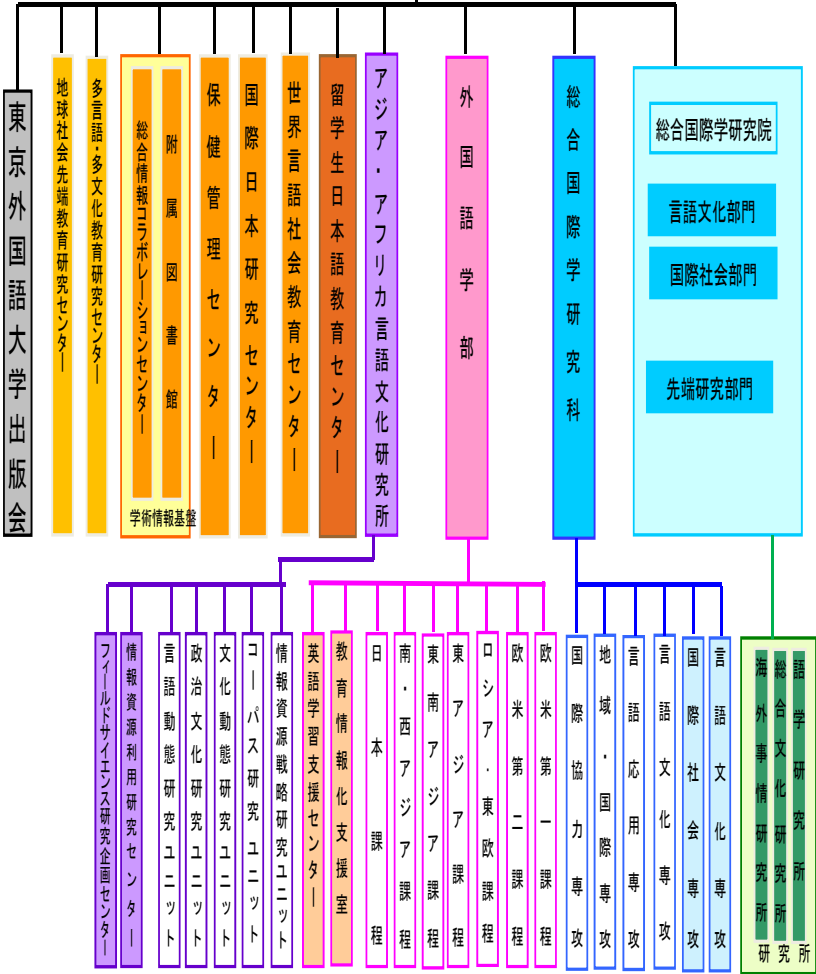 総合国際学研究院
言語文化部門
国際社会部門
先端研究部門
総合国際学研究科
外国語学部
アジア・アフリカ言語文化研究所
留学生日本語教育センター
世界言語社会教育センター
国際日本研究センター
保健管理センター
附属図書館
総合情報コラボレーションセンター
学術情報基盤
多言語・多文化教育研究センター
地球社会先端教育研究センター
東京外国語大学出版会
語学研究所
総合文化研究所
海外事情研究所
研究所
言語文化専攻
国際社会専攻
言語文化専攻
言語応用専攻
地域・国際専攻
国際協力専攻
欧米第一課程
欧米第二課程
ロシア・東欧課程
東アジア課程
東南アジア課程
南・西アジア課程
日本課程
教育情報化支援室
英語学習支援センター
情報資源戦略研究ユニット
コーパス研究ユニット
文化動態研究ユニット
政治文化研究ユニット
言語動態研究ユニット
情報資源利用研究センター
フィールドサイエンス研究企画センター